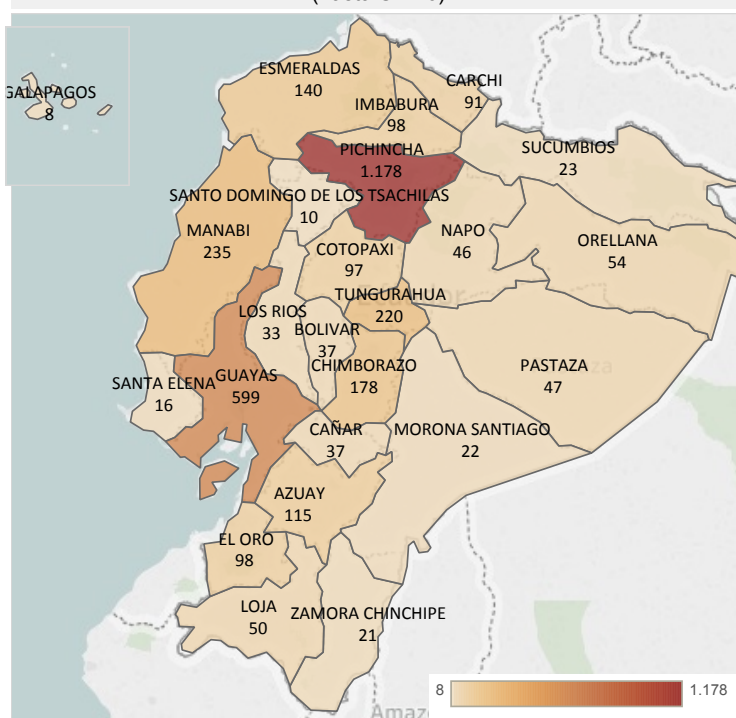 GALAPAGOS
8
ESMERALDAS
140
CARCHI
91
IMBABURA
98
PICHINCHA
1.178
SUCUMBIOS
23
SANTO DOMINGO DE LOS TSACHILAS
10
MANABI
235
NAPO
46
ORELLANA
54
COTOPAXI
97
TUNGURAHUA
220
LOS RIOS
33
BOLIVAR
37
CHIMBORAZO
178
PASTAZA
47
SANTA ELENA
16
GUAYAS
599
CAÑAR
37
MORONA SANTIAGO
22
AZUAY
115
EL ORO
98
LOJA
50
ZAMORA CHINCHIPE
21
8
1.178
Amaz